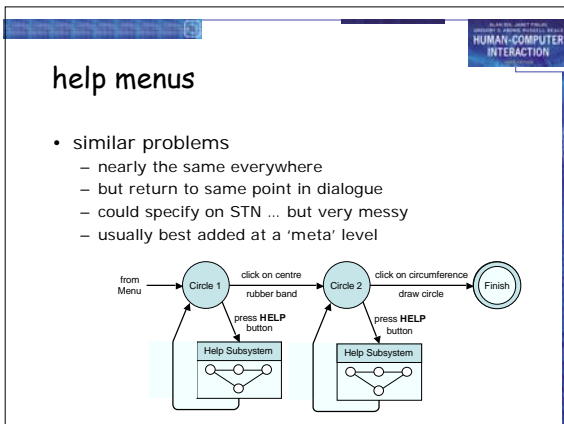 HUMAN-COMPUTER
INTERACTION
help menus
• similar problems
– nearly the same everywhere
– but return to same point in dialogue
– could specify on STN ... but very messy
– usually best added at a ‘meta’ level
from
Menu
Circle 1
click on centre
rubber band
Circle 2
click on circumference
draw circle
Finish
press HELP
button
press HELP
button
Help Subsystem
Help Subsystem